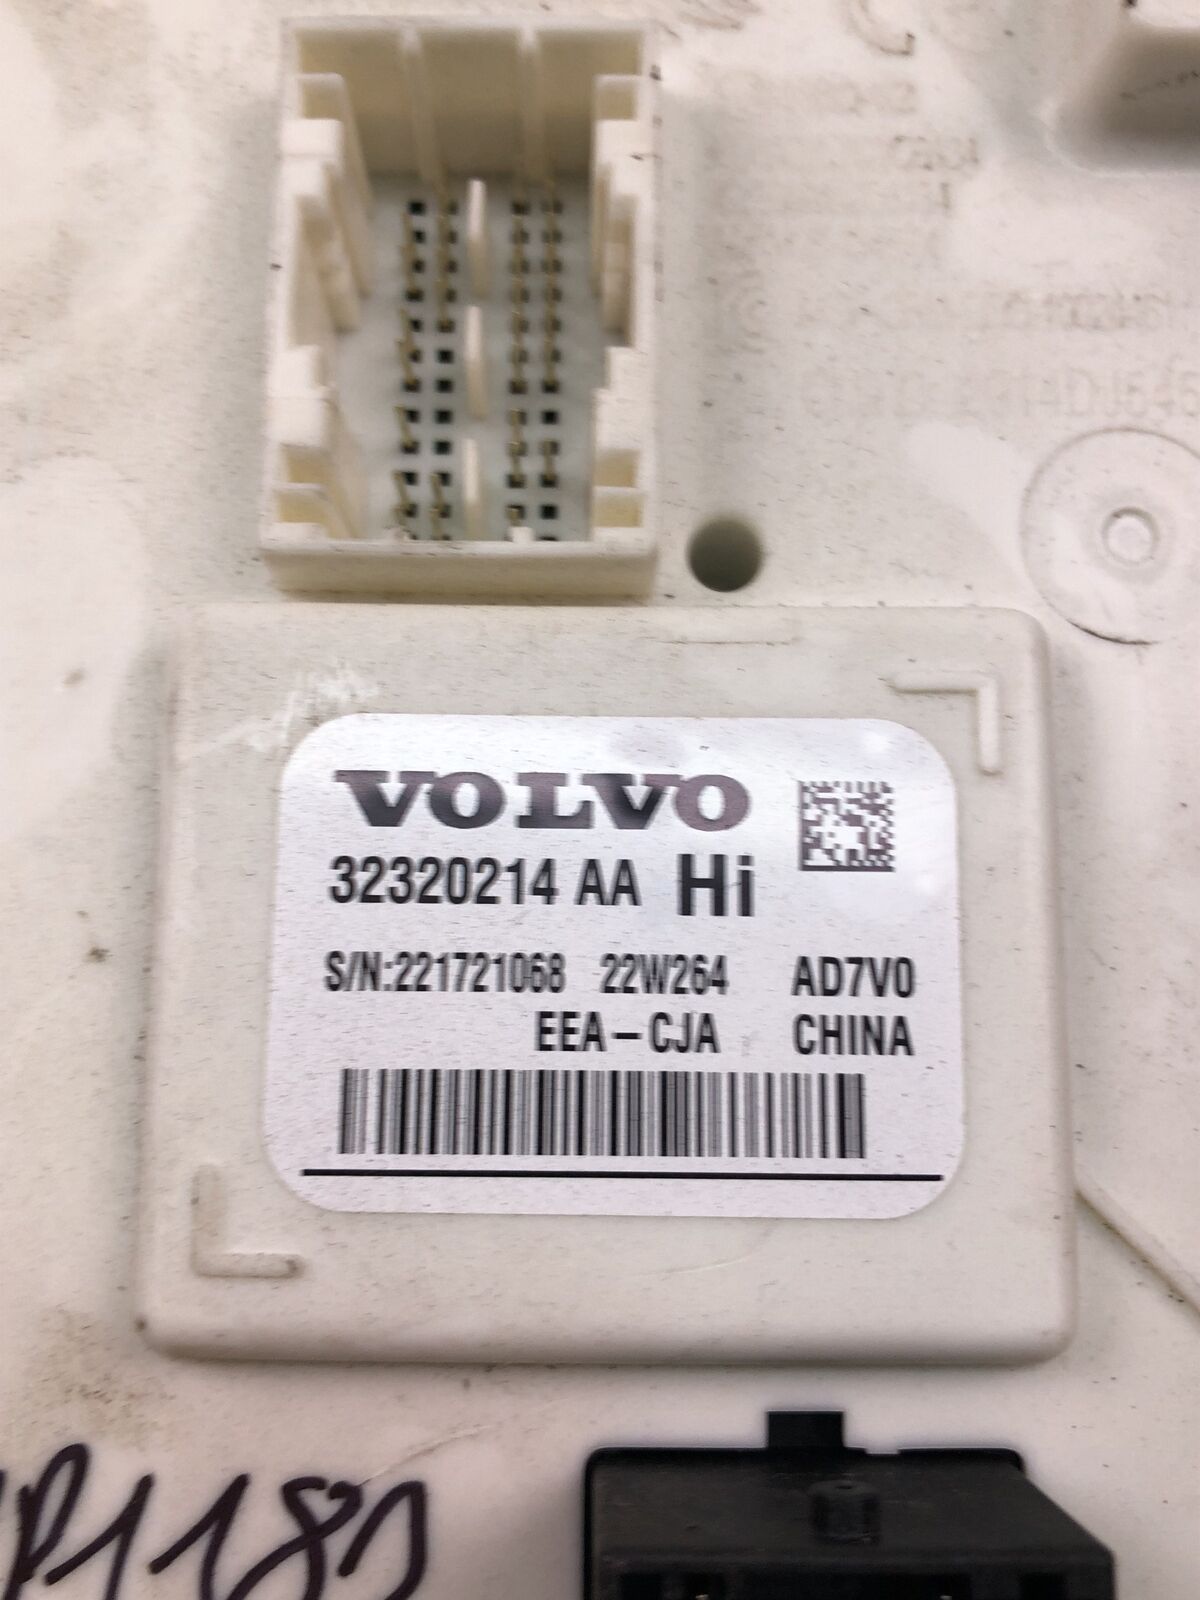 VOLVO
32320214 AA Hi
S/N:221721068 22W264 AD7V0
EEA-CJA CHINA